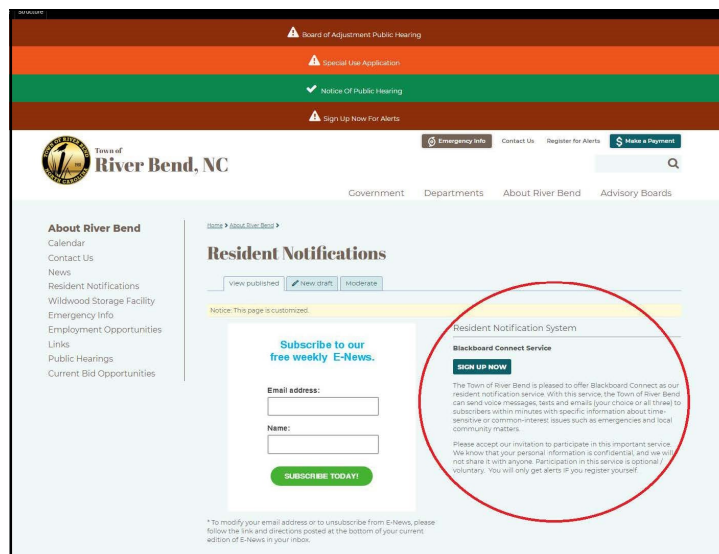 Structure
Board of Adjustment Public Hearing
Special Use Application
Notice Of Public Hearing
Sign Up Now For Alerts
Emergency Info
Contact Us
Register for Alerts
$ Make a Payment
TOWN OF RIVER BEND
NORTH CAROLINA
Town of
River Bend, NC
Government
Departments
About River Bend
Advisory Boards
About River Bend
Calendar
Contact Us
News
Resident Notifications
Wildwood Storage Facility
Emergency Info
Employment Opportunities
Links
Public Hearings
Current Bid Opportunities
Home > About River Bend >
Resident Notifications
View published
New draft
Moderate
Notice: This page is customized.
Subscribe to our
free weekly E-News.
Email address:
Name:
SUBSCRIBE TODAY!
* To modify your email address or to unsubscribe from E-News, please
follow the link and directions posted at the bottom of your current
edition of E-News in your inbox.
Resident Notification System
Blackboard Connect Service
SIGN UP NOW
The Town of River Bend is pleased to offer Blackboard Connect as our
resident notification service. With this service, the Town of River Bend
can send voice messages, texts and emails (your choice or all three) to
subscribers within minutes with specific information about time-
sensitive or common-interest issues such as emergencies and local
community matters.
Please accept our invitation to participate in this important service.
We know that your personal information is confidential, and we will
not share it with anyone. Participation in this service is optional /
voluntary. You will only get alerts IF you register yourself.